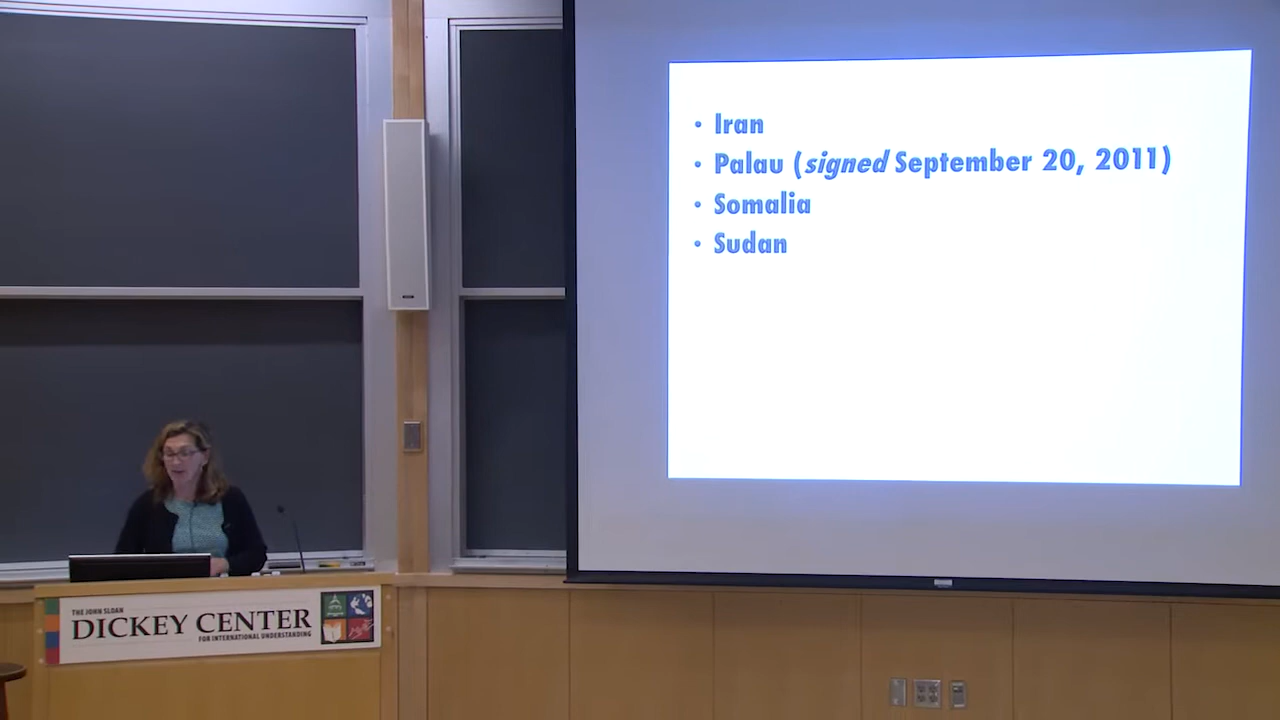 • Iran
• Palau (signed September 20, 2011)
• Somalia
• Sudan
THE JOHN SLOAN
DICKEY CENTER
FOR INTERNATIONAL UNDERSTANDING